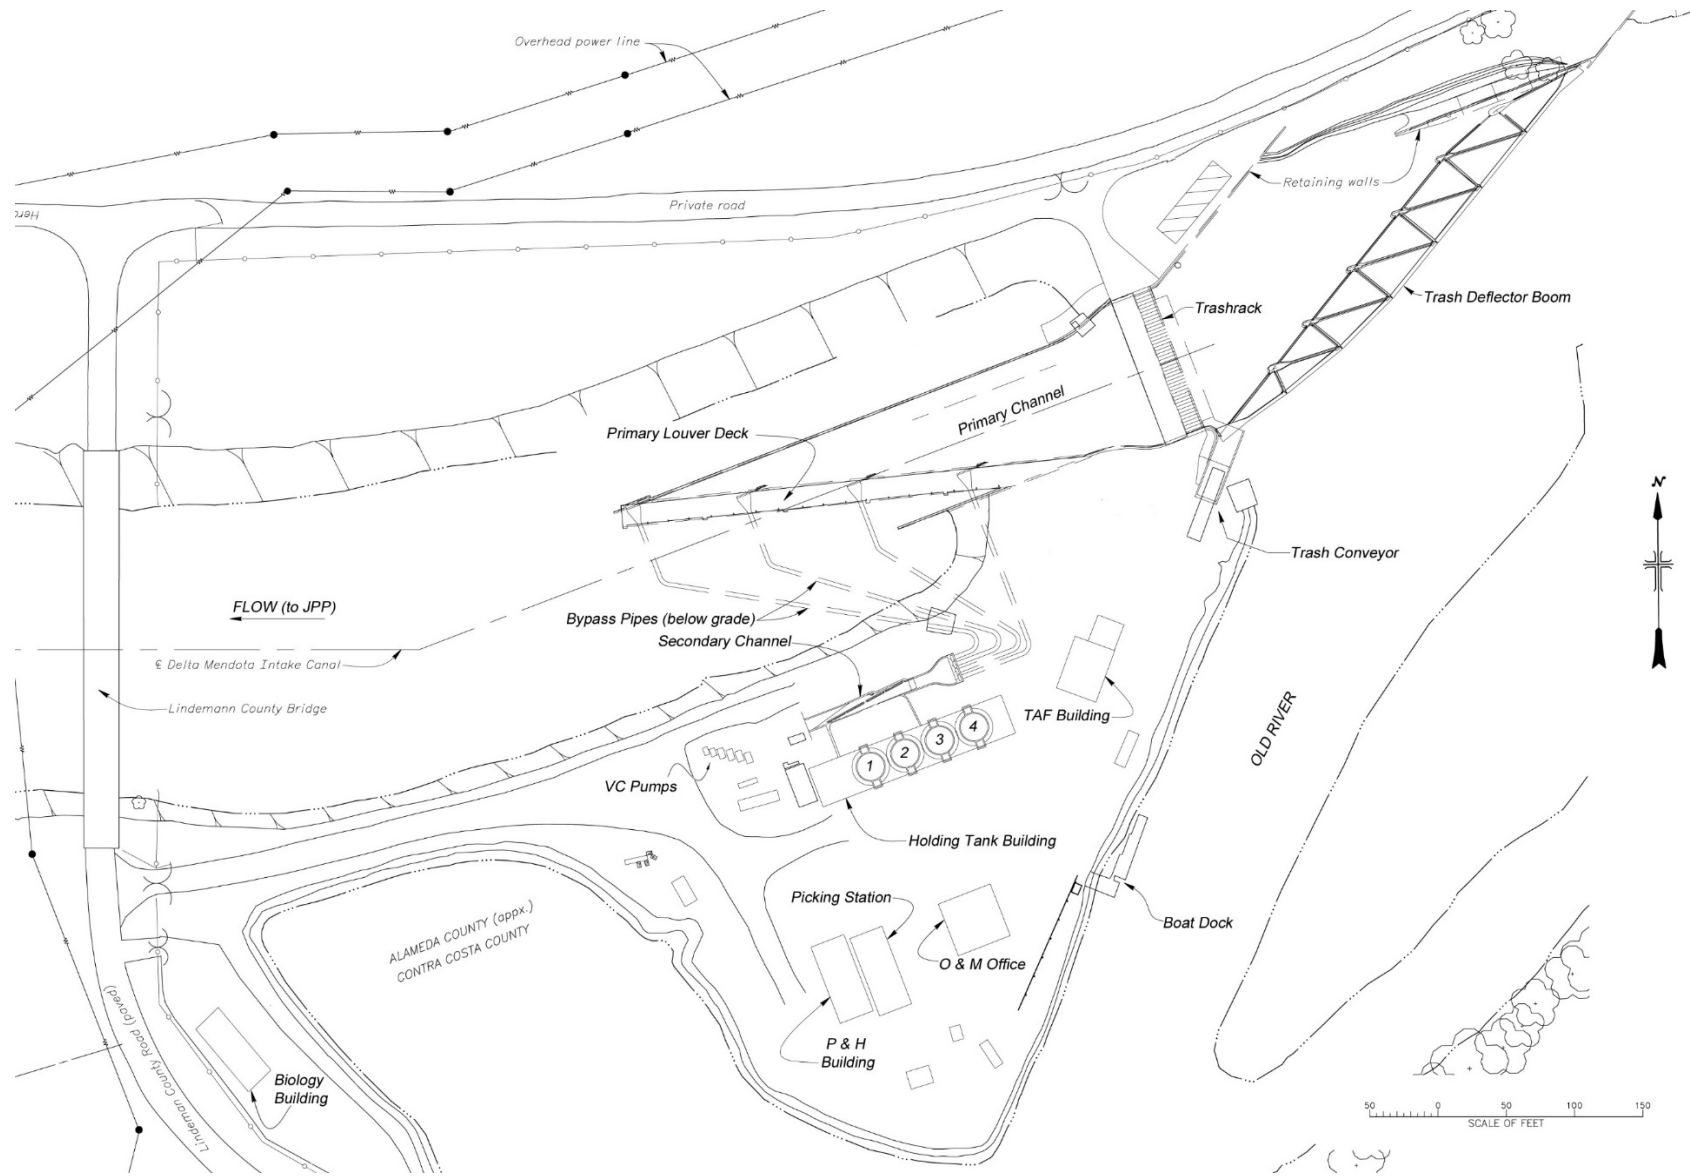 Overhead power line
Hero
Private road
Retaining walls
Trash Deflector Boom
Trashrack
Primary Channel
Primary Louver Deck
N
Trash Conveyor
FLOW (to JPP)
Bypass Pipes (below grade)
Secondary Channel
℄ Delta Mendota Intake Canal
Lindemann County Bridge
TAF Building
OLD RIVER
1
2
3
4
VC Pumps
Holding Tank Building
Picking Station
Boat Dock
ALAMEDA COUNTY (appx.)
CONTRA COSTA COUNTY
O & M Office
Lindeman County Road (paved)
P & H
Building
Biology
Building
50 0 50 100 150
SCALE OF FEET